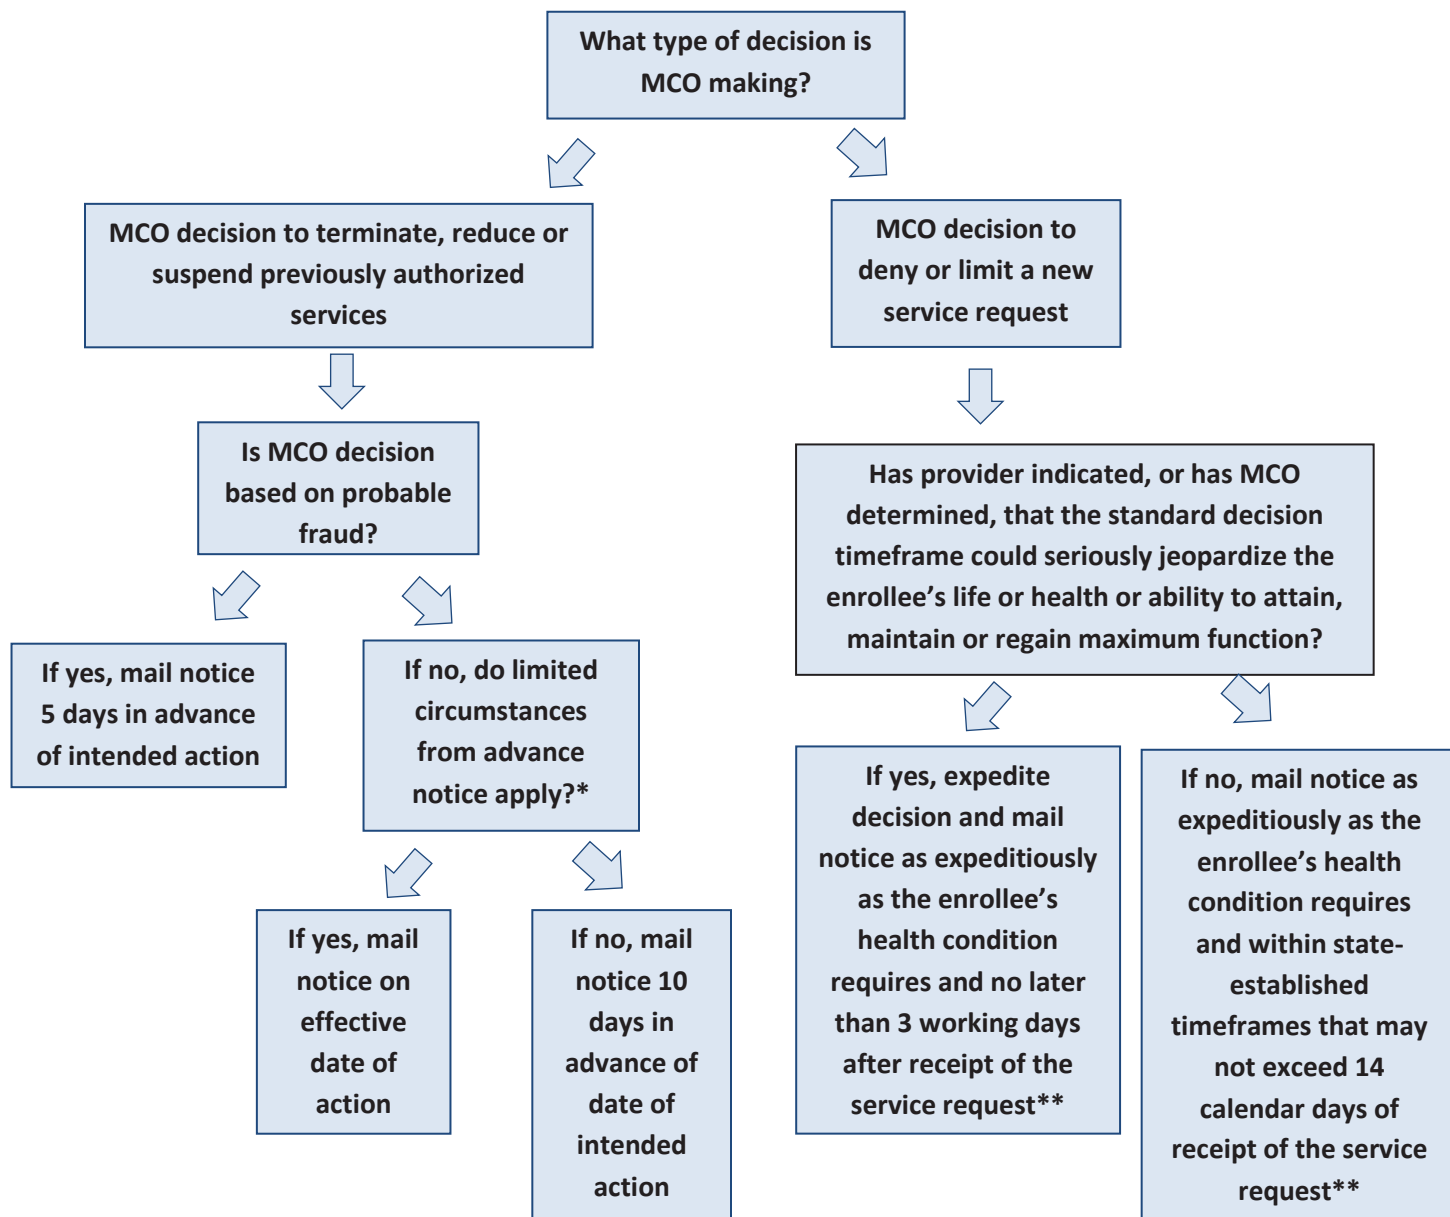 What type of decision is
MCO making?
MCO decision to terminate, reduce or
suspend previously authorized
services
MCO decision to
deny or limit a new
service request
Is MCO decision
based on probable
fraud?
Has provider indicated, or has MCO
determined, that the standard decision
timeframe could seriously jeopardize the
enrollee’s life or health or ability to attain,
maintain or regain maximum function?
If yes, mail notice
5 days in advance
of intended action
If no, do limited
circumstances
from advance
notice apply?*
If yes, mail
notice on
effective
date of
action
If no, mail
notice 10
days in
advance of
date of
intended
action
If yes, expedite
decision and mail
notice as expeditiously
as the enrollee’s
health condition
requires and no later
than 3 working days
after receipt of the
service request**
If no, mail notice as
expeditiously as the
enrollee’s health
condition requires
and within state-
established
timeframes that may
not exceed 14
calendar days of
receipt of the service
request**